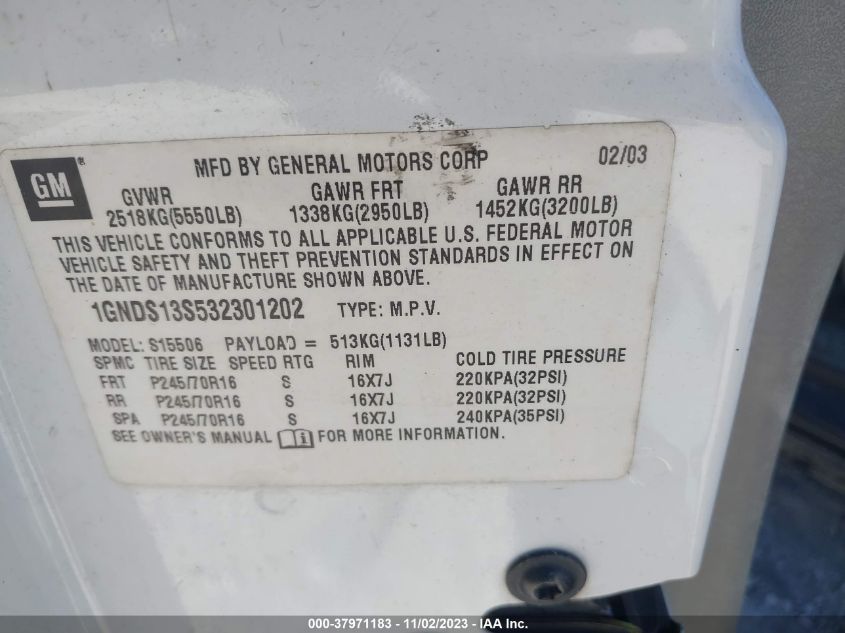 GM ®
MFD BY GENERAL MOTORS CORP 02/03
GVWR GAWR FRT GAWR RR
2518KG(5550LB) 1338KG(2950LB) 1452KG(3200LB)
THIS VEHICLE CONFORMS TO ALL APPLICABLE U.S. FEDERAL MOTOR
VEHICLE SAFETY AND THEFT PREVENTION STANDARDS IN EFFECT ON
THE DATE OF MANUFACTURE SHOWN ABOVE.
1GNDS13S532301202 TYPE: M.P.V.
MODEL: S15506 PAYLOAD = 513KG(1131LB)
SPMC TIRE SIZE SPEED RTG RIM COLD TIRE PRESSURE
FRT P245/70R16 S 16X7J 220KPA(32PSI)
RR P245/70R16 S 16X7J 220KPA(32PSI)
SPA P245/70R16 S 16X7J 240KPA(35PSI)
SEE OWNER'S MANUAL i FOR MORE INFORMATION.
000-37971183 - 11/02/2023 - IAA Inc.